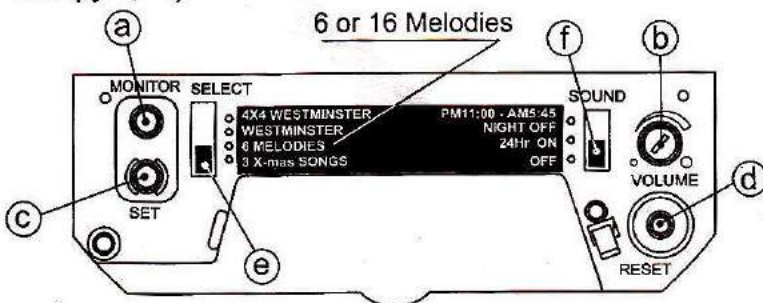 6 or 16 Melodies
a
b
f
MONITOR
SELECT
SOUND
4X4 WESTMINSTER PM11:00 - AM5:45
WESTMINSTER NIGHT OFF
6 MELODIES 24Hr ON
3 X-mas SONGS OFF
VOLUME
c
d
SET
e
RESET